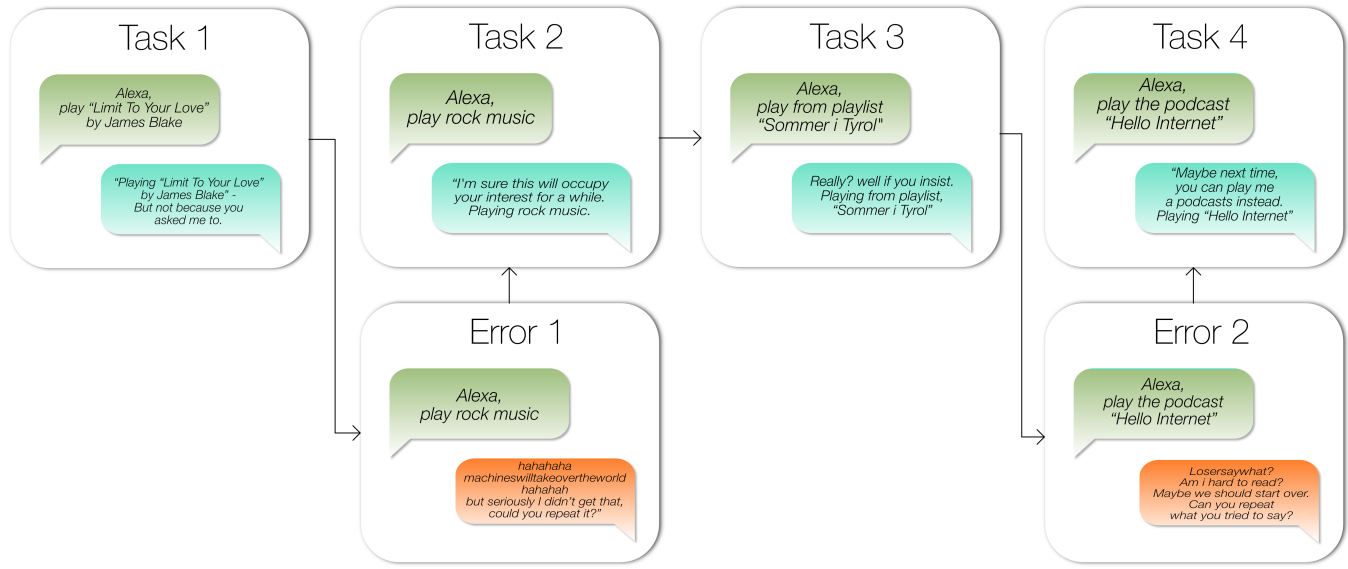 Task 1
Alexa,
play “Limit To Your Love”
by James Blake
“Playing “Limit To Your Love”
by James Blake” -
But not because you
asked me to.
Task 2
Alexa,
play rock music
“I'm sure this will occupy
your interest for a while.
Playing rock music.
Task 3
Alexa,
play from playlist
“Sommer i Tyrol"
Really? well if you insist.
Playing from playlist,
“Sommer i Tyrol”
Task 4
Alexa,
play the podcast
“Hello Internet”
“Maybe next time,
you can play me
a podcasts instead.
Playing “Hello Internet”
Error 1
Alexa,
play rock music
hahahaha
machineswilltakeovertheworld
hahahah
but seriously I didn’t get that,
could you repeat it?”
Error 2
Alexa,
play the podcast
“Hello Internet”
Losersaywhat?
Am i hard to read?
Maybe we should start over.
Can you repeat
what you tried to say?